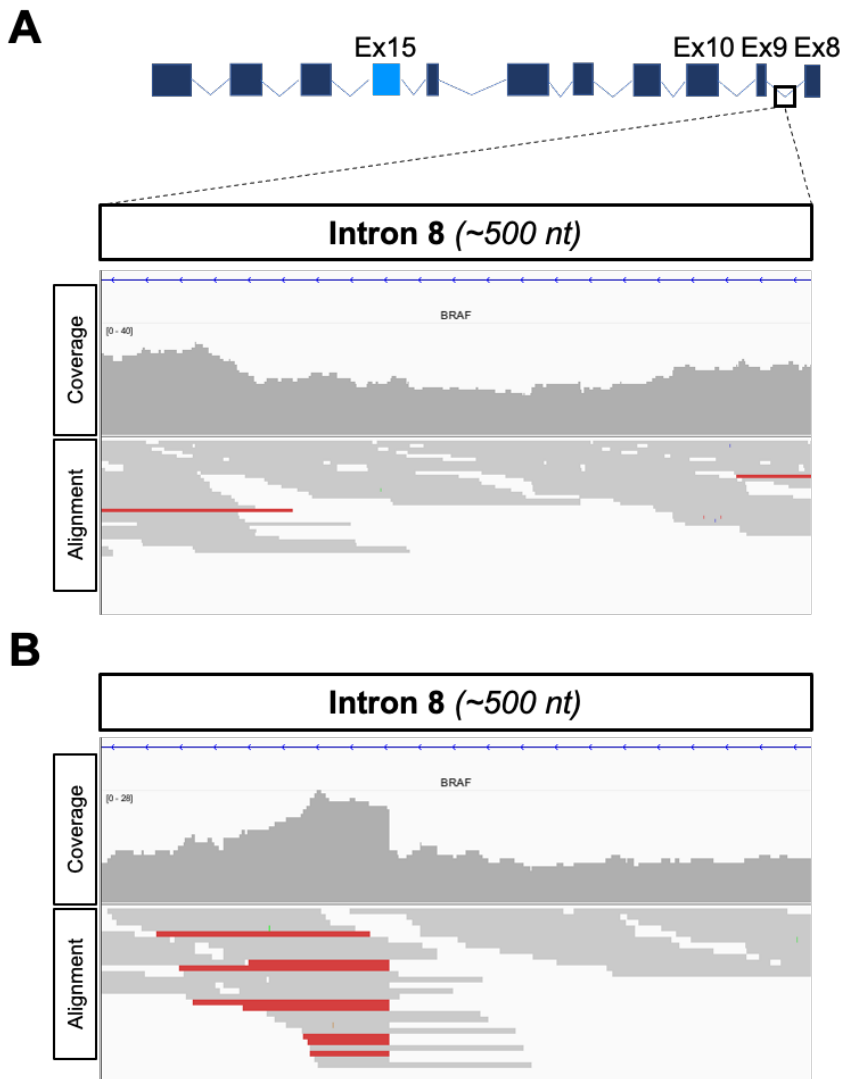 A
Ex15 Ex10 Ex9 Ex8
Intron 8 (~500 nt)
Coverage
[0 - 40]
BRAF
Alignment
B
Intron 8 (~500 nt)
Coverage
[0 - 28]
BRAF
Alignment